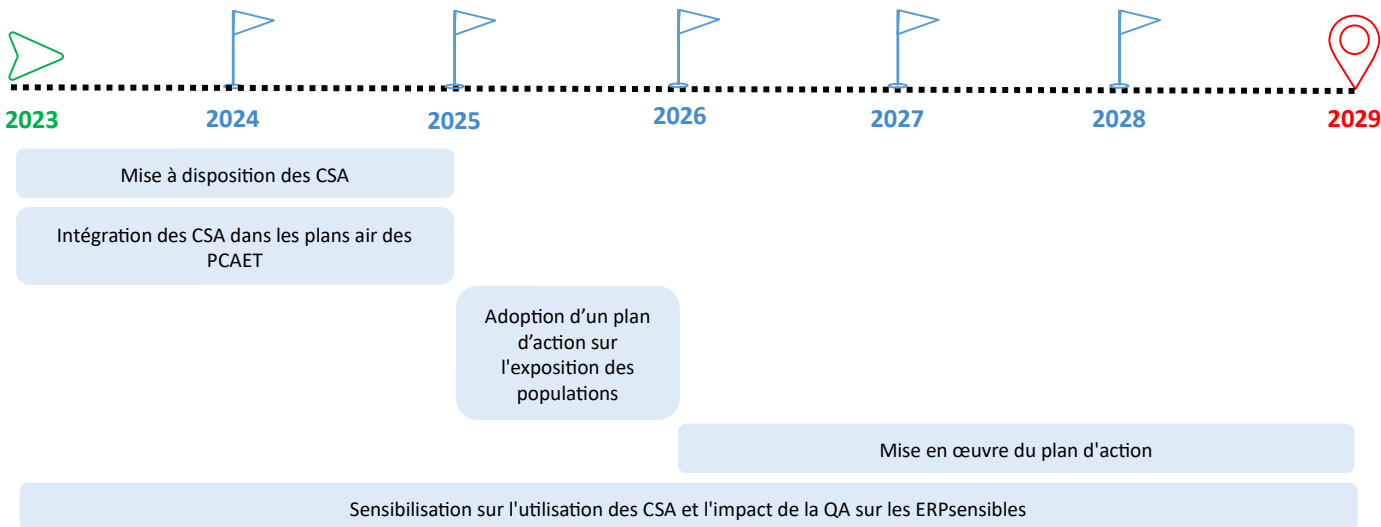 2023 2024 2025 2026 2027 2028 2029
Mise à disposition des CSA
Intégration des CSA dans les plans air des
PCAET
Adoption d’un plan
d’action sur
l'exposition des
populations
Mise en œuvre du plan d'action
Sensibilisation sur l'utilisation des CSA et l'impact de la QA sur les ERPsensibles